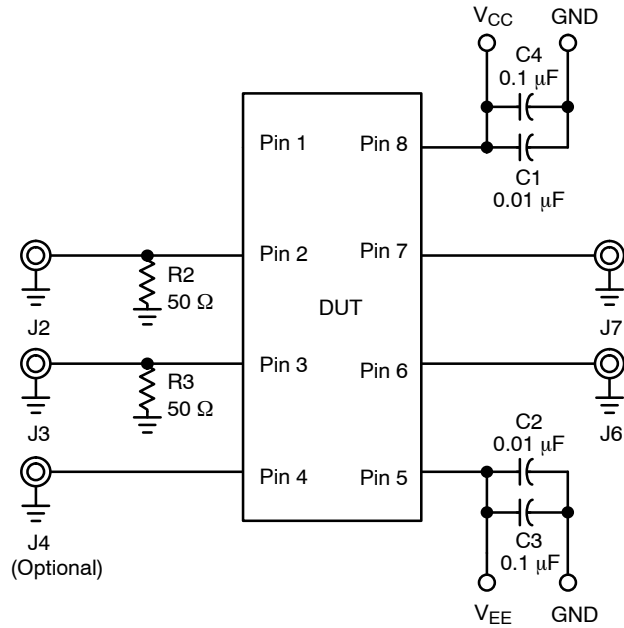 VCC GND
C4
0.1 μF
Pin 1 Pin 8
C1
0.01 μF
Pin 2 Pin 7
R2
50 Ω
DUT
J2 J7
Pin 3 Pin 6
R3
50 Ω
J3 J6
C2
0.01 μF
Pin 4 Pin 5
C3
0.1 μF
J4
(Optional)
VEE GND